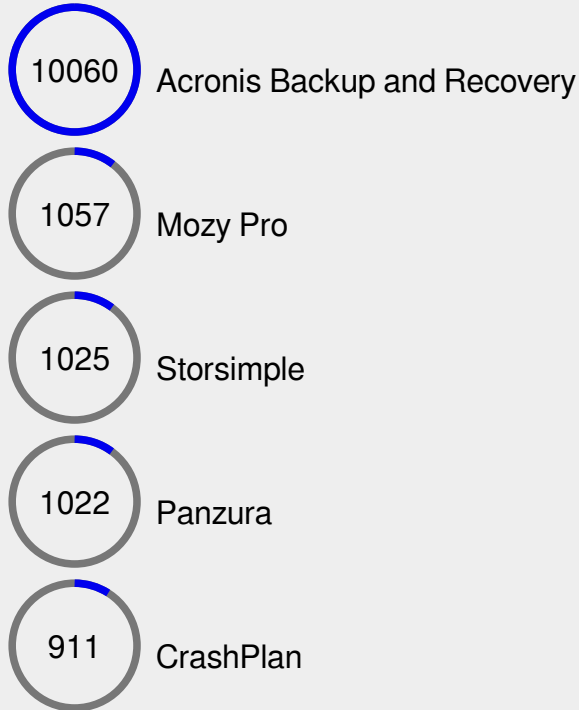 10060 Acronis Backup and Recovery
1057 Mozy Pro
1025 Storsimple
1022 Panzura
911 CrashPlan